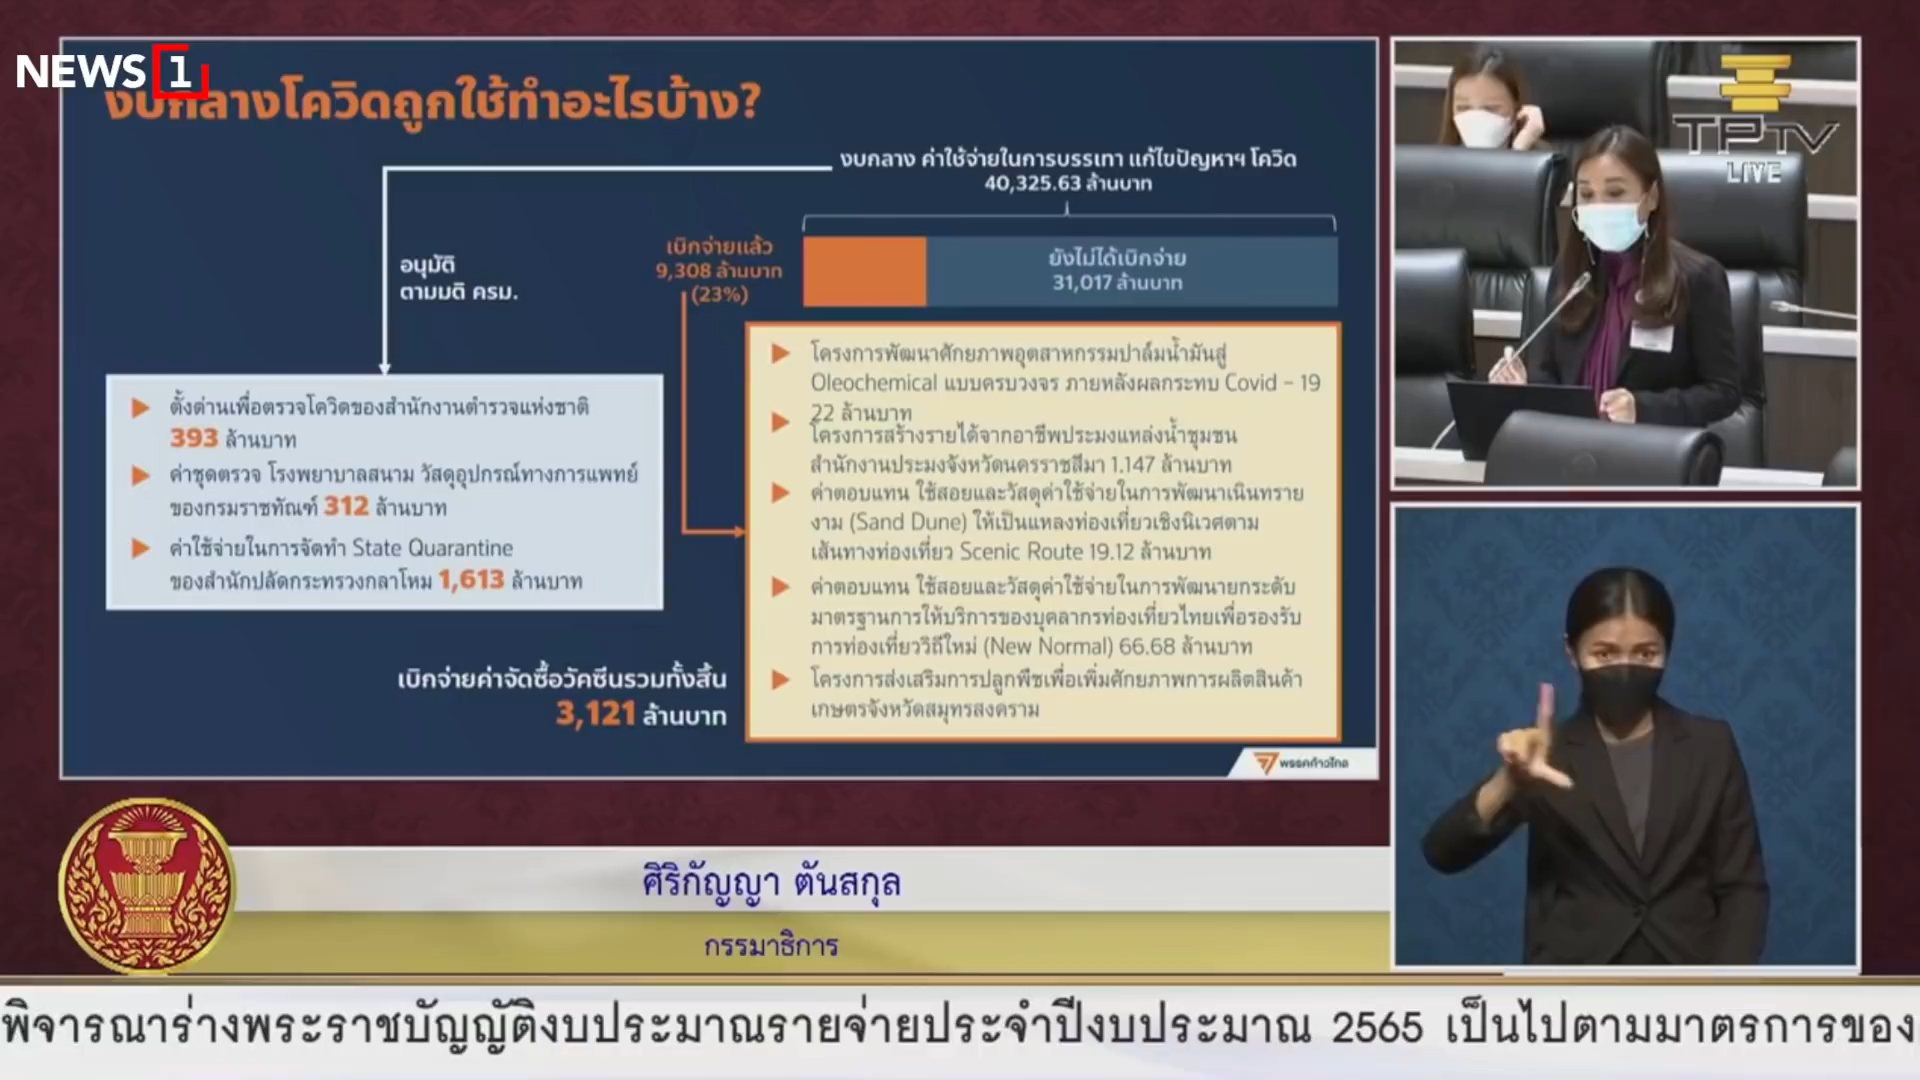 NEWS 1
งบกลางโควิดถูกใช้ทำอะไรบ้าง?
งบกลาง ค่าใช้จ่ายในการบรรเทา แก้ไขปัญหาฯ โควิด
40,325.63 ล้านบาท
เบิกจ่ายแล้ว
9,308 ล้านบาท
(23%)
ยังไม่ได้เบิกจ่าย
31,017 ล้านบาท
อนุมัติ
ตามมติ ครม.
ตั้งด่านเพื่อตรวจโควิดของสำนักงานตำรวจแห่งชาติ
393 ล้านบาท
ค่าชุดตรวจ โรงพยาบาลสนาม วัสดุอุปกรณ์ทางการแพทย์
ของกรมราชทัณฑ์ 312 ล้านบาท
ค่าใช้จ่ายในการจัดทำ State Quarantine
ของสำนักปลัดกระทรวงกลาโหม 1,613 ล้านบาท
เบิกจ่ายค่าจัดซื้อวัคซีนรวมทั้งสิ้น
3,121 ล้านบาท
โครงการพัฒนาศักยภาพอุตสาหกรรมปาล์มน้ำมันสู่
Oleochemical แบบครบวงจร ภายหลังผลกระทบ Covid – 19
22 ล้านบาท
โครงการสร้างรายได้จากอาชีพประมงแหล่งน้ำชุมชน
สำนักงานประมงจังหวัดนครราชสีมา 1.147 ล้านบาท
ค่าตอบแทน ใช้สอยและวัสดุค่าใช้จ่ายในการพัฒนาเนินทราย
งาม (Sand Dune) ให้เป็นแหลงท่องเที่ยวเชิงนิเวศตาม
เส้นทางท่องเที่ยว Scenic Route 19.12 ล้านบาท
ค่าตอบแทน ใช้สอยและวัสดุค่าใช้จ่ายในการพัฒนายกระดับ
มาตรฐานการให้บริการของบุคลากรท่องเที่ยวไทยเพื่อรองรับ
การท่องเที่ยววิถีใหม่ (New Normal) 66.68 ล้านบาท
โครงการส่งเสริมการปลูกพืชเพื่อเพิ่มศักยภาพการผลิตสินค้า
เกษตรจังหวัดสมุทรสงคราม
พรรคก้าวไกล
TPTV
LIVE
ศิริกัญญา ตันสกุล
กรรมาธิการ
พิจารณาร่างพระราชบัญญัติงบประมาณรายจ่ายประจำปีงบประมาณ 2565 เป็นไปตามมาตรการของ